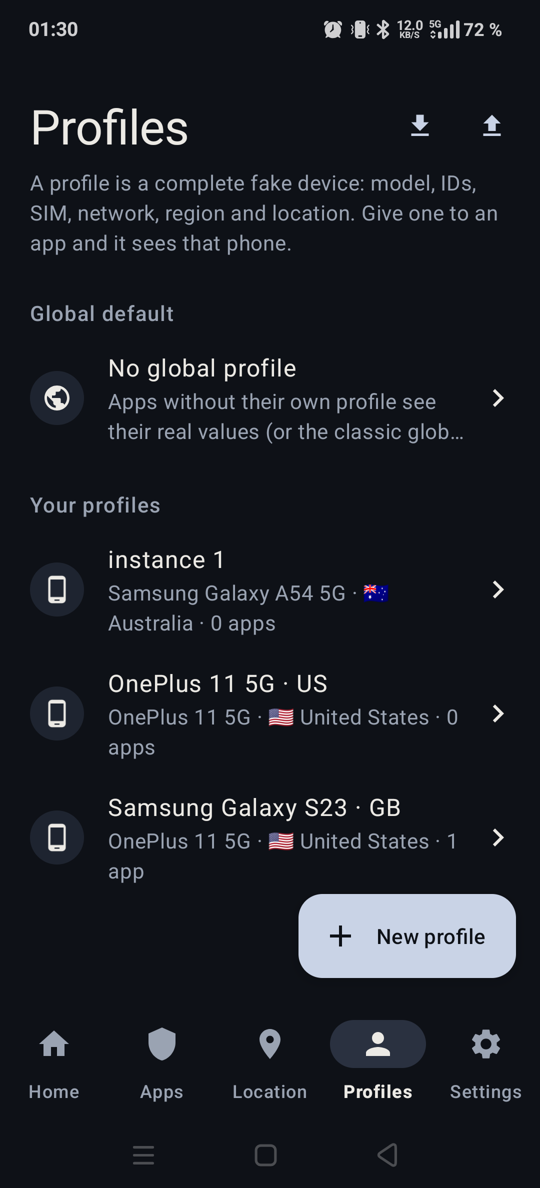 01:30
12.0 KB/S 5G 72 %
Profiles
A profile is a complete fake device: model, IDs,
SIM, network, region and location. Give one to an
app and it sees that phone.
Global default
No global profile
Apps without their own profile see
their real values (or the classic glob…
Your profiles
instance 1
Samsung Galaxy A54 5G · 🇦🇺
Australia · 0 apps
OnePlus 11 5G · US
OnePlus 11 5G · 🇺🇸 United States · 0
apps
Samsung Galaxy S23 · GB
OnePlus 11 5G · 🇺🇸 United States · 1
app
New profile
Home Apps Location Profiles Settings